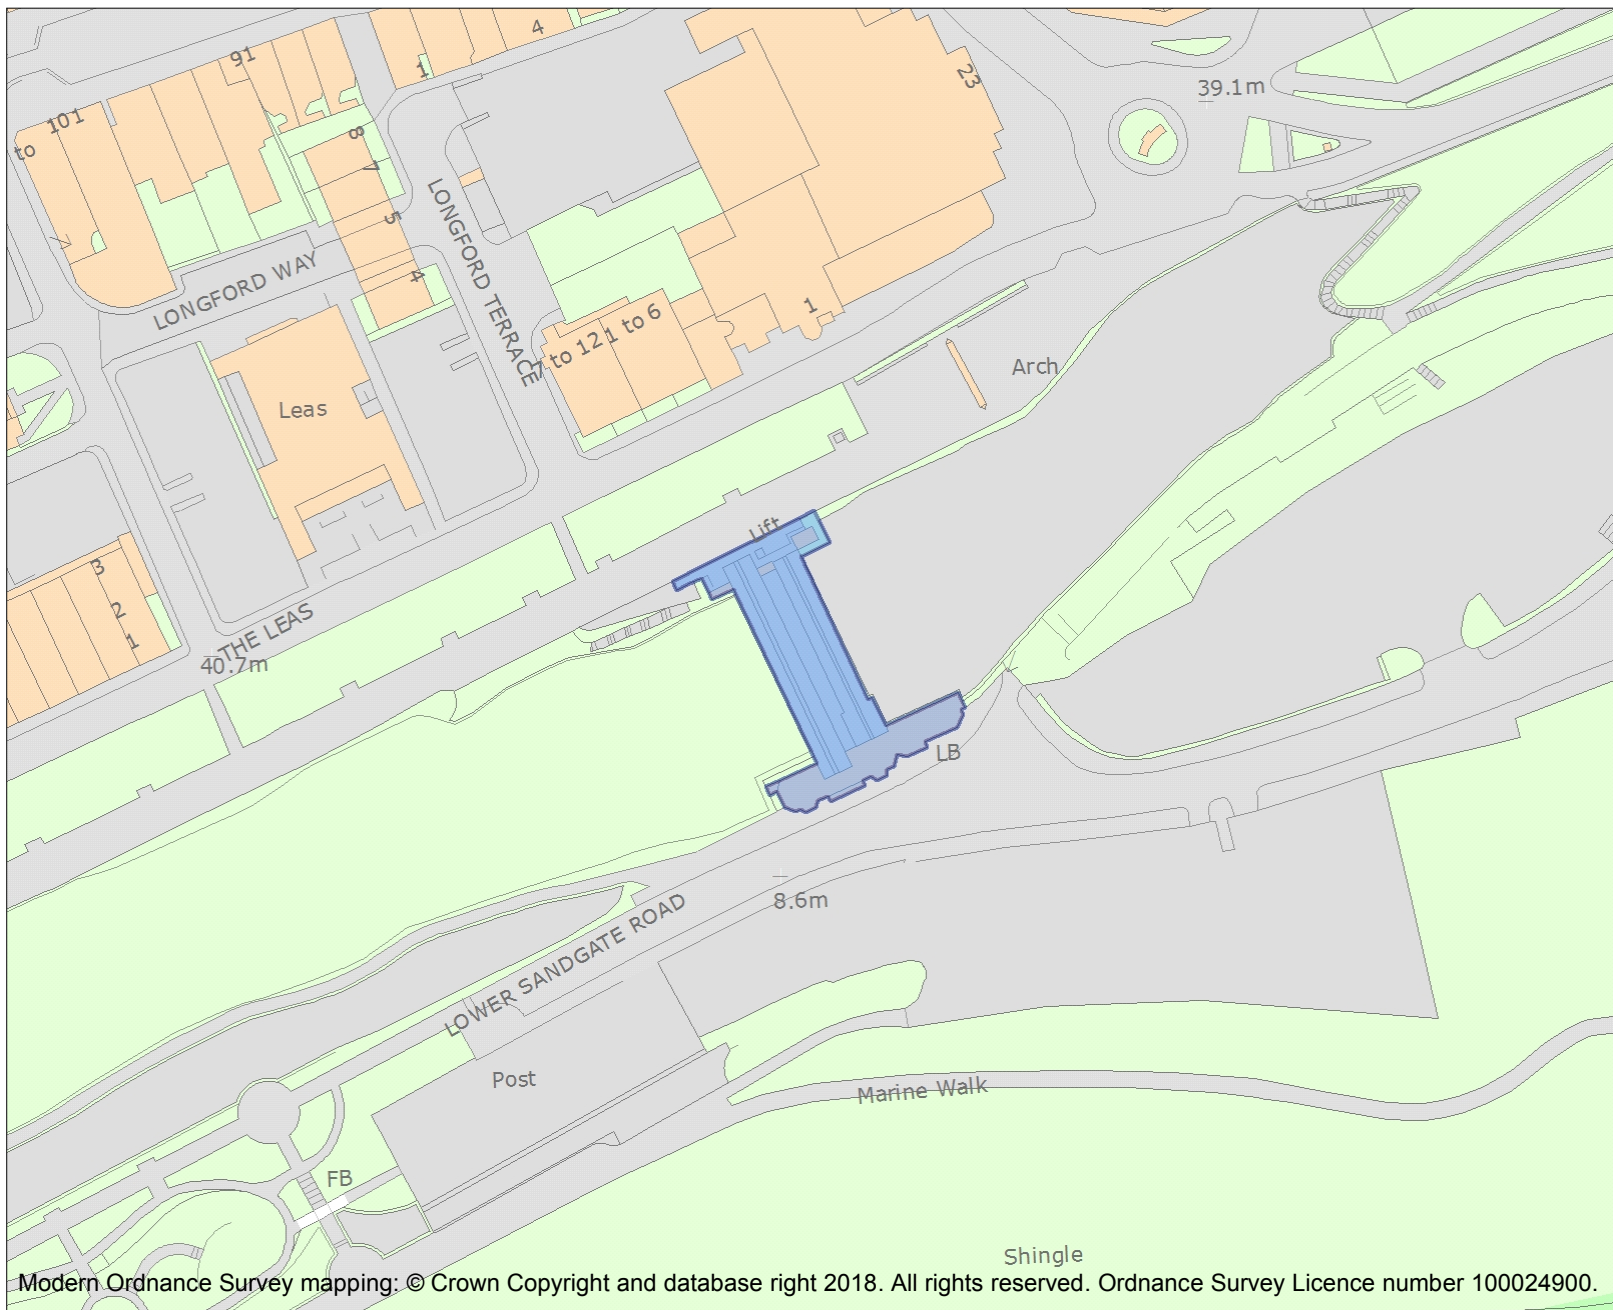 4
91
1
23
39.1m
101
to
8
7
5
LONGFORD TERRACE
LONGFORD WAY
4
1
7 to 12
1 to 6
Arch
Leas
Lift
3
2
1
THE LEAS
40.7m
LB
8.6m
LOWER SANDGATE ROAD
Post
Marine Walk
FB
Shingle
Modern Ordnance Survey mapping: © Crown Copyright and database right 2018. All rights reserved. Ordnance Survey Licence number 100024900.